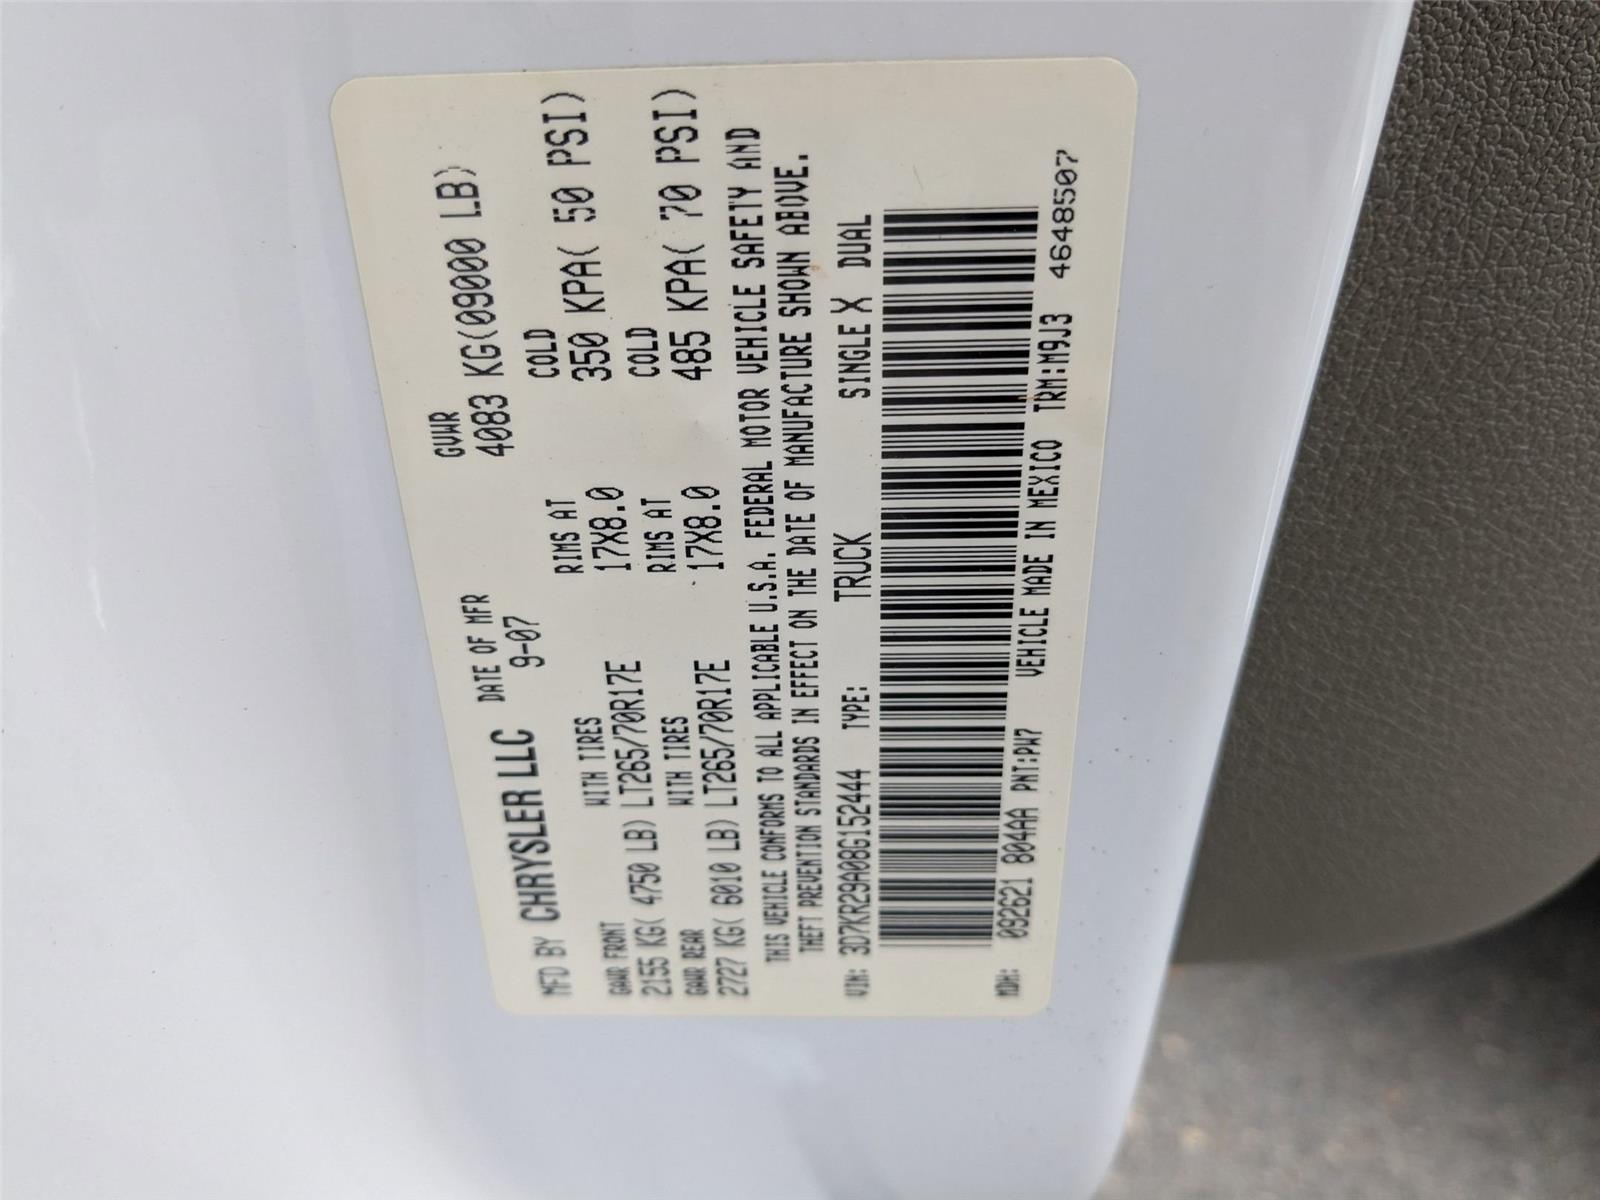 MFD BY CHRYSLER LLC DATE OF MFR GVWR
9-07 4083 KG(09000 LB)
GAWR FRONT WITH TIRES RIMS AT COLD
2155 KG( 4750 LB) LT265/70R17E 17X8.0 350 KPA( 50 PSI)
GAWR REAR WITH TIRES RIMS AT COLD
2727 KG( 6010 LB) LT265/70R17E 17X8.0 485 KPA( 70 PSI)
THIS VEHICLE CONFORMS TO ALL APPLICABLE U.S.A. FEDERAL MOTOR VEHICLE SAFETY AND
THEFT PREVENTION STANDARDS IN EFFECT ON THE DATE OF MANUFACTURE SHOWN ABOVE.
VIN: 3D7KR29A08G152444 TYPE: TRUCK SINGLE X DUAL
MDH: 092621 804AA PNT:PW7 VEHICLE MADE IN MEXICO TRM:M9J3 4648507